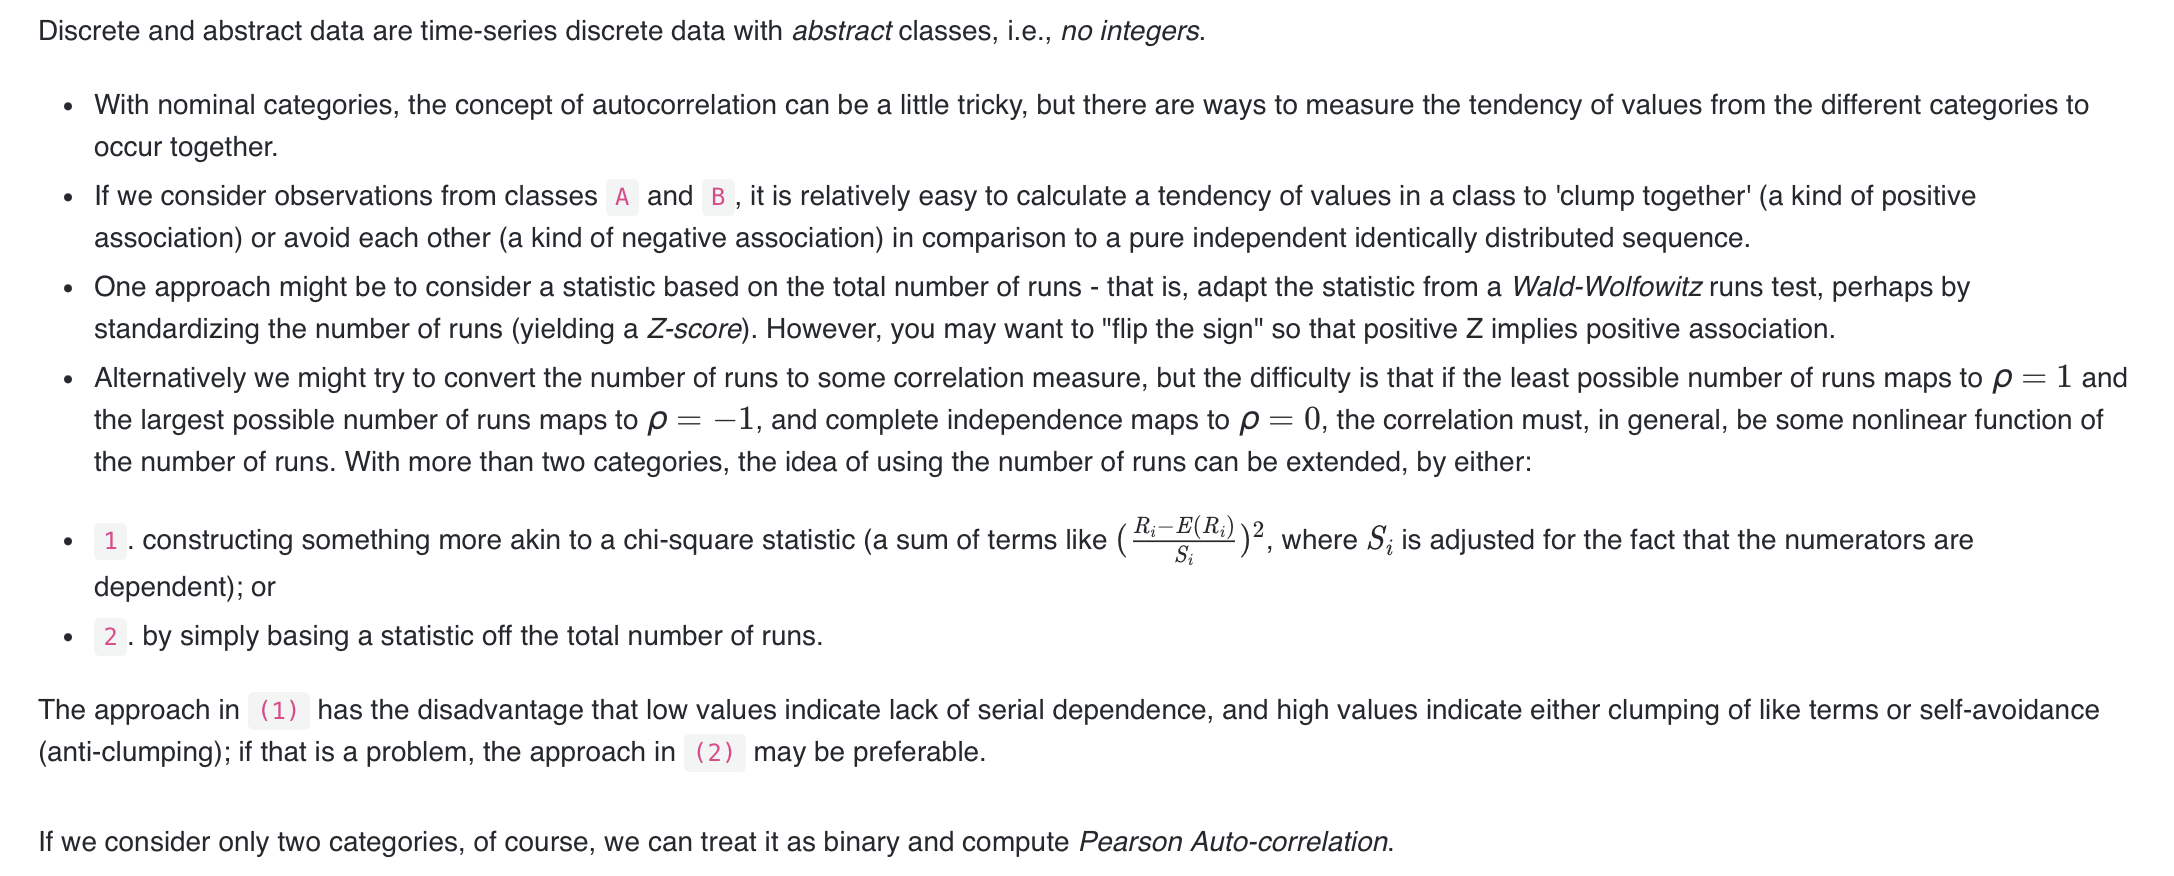 Discrete and abstract data are time-series discrete data with abstract classes, i.e., no integers.
• With nominal categories, the concept of autocorrelation can be a little tricky, but there are ways to measure the tendency of values from the different categories to
occur together.
• If we consider observations from classes A and B , it is relatively easy to calculate a tendency of values in a class to 'clump together' (a kind of positive
association) or avoid each other (a kind of negative association) in comparison to a pure independent identically distributed sequence.
• One approach might be to consider a statistic based on the total number of runs - that is, adapt the statistic from a Wald-Wolfowitz runs test, perhaps by
standardizing the number of runs (yielding a Z-score). However, you may want to "flip the sign" so that positive Z implies positive association.
• Alternatively we might try to convert the number of runs to some correlation measure, but the difficulty is that if the least possible number of runs maps to ρ = 1 and
the largest possible number of runs maps to ρ = −1, and complete independence maps to ρ = 0, the correlation must, in general, be some nonlinear function of
the number of runs. With more than two categories, the idea of using the number of runs can be extended, by either:
• 1 . constructing something more akin to a chi-square statistic (a sum of terms like $(\frac{R_i - E(R_i)}{S_i})^2$, where $S_i$ is adjusted for the fact that the numerators are
dependent); or
• 2 . by simply basing a statistic off the total number of runs.
The approach in (1) has the disadvantage that low values indicate lack of serial dependence, and high values indicate either clumping of like terms or self-avoidance
(anti-clumping); if that is a problem, the approach in (2) may be preferable.
If we consider only two categories, of course, we can treat it as binary and compute Pearson Auto-correlation.